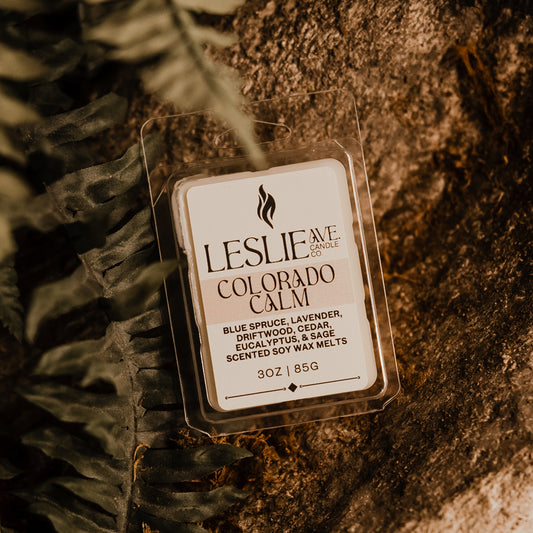 LESLIE AVE.
CANDLE
CO.
COLORADO
CALM
BLUE SPRUCE, LAVENDER,
DRIFTWOOD, CEDAR,
EUCALYPTUS, & SAGE
SCENTED SOY WAX MELTS
3OZ | 85G